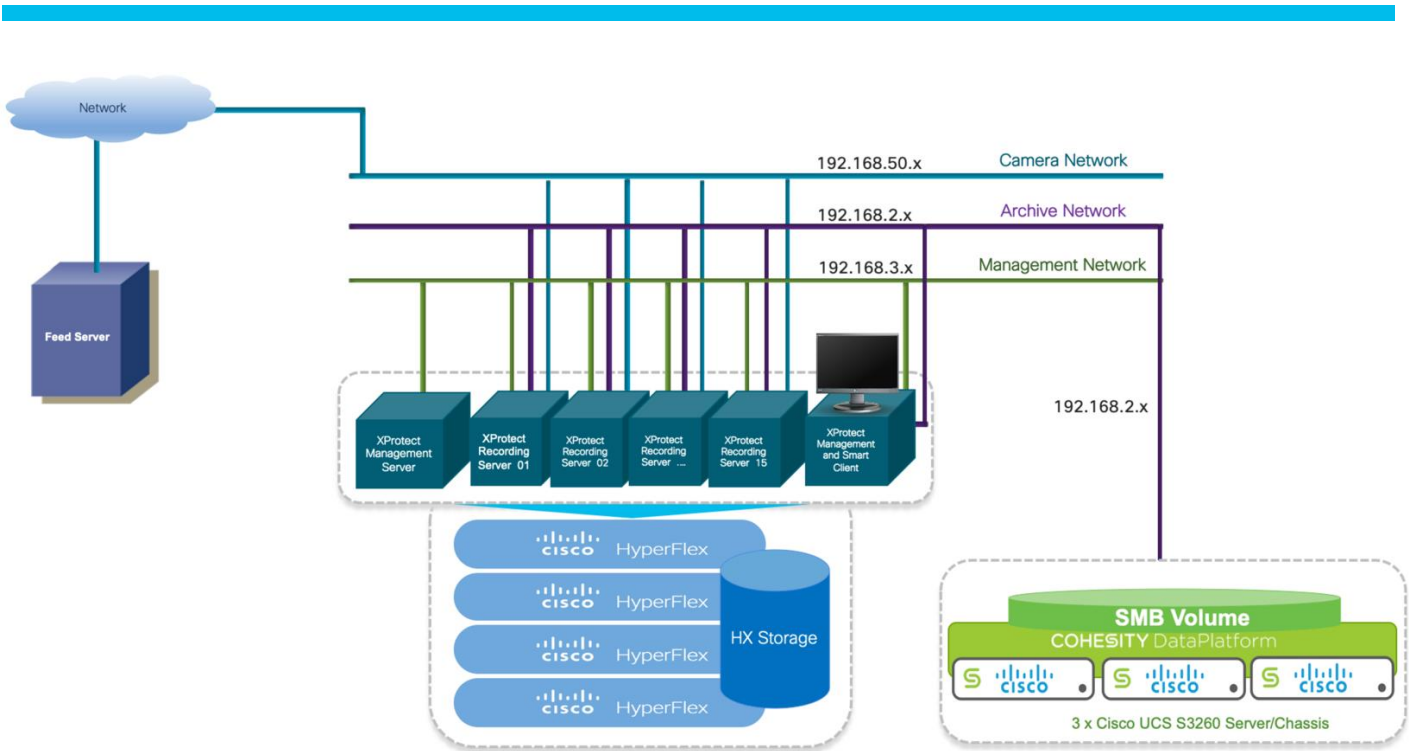 Network
192.168.50.x
Camera Network
192.168.2.x
Archive Network
192.168.3.x
Management Network
Feed Server
192.168.2.x
XProtect
Management
Server
XProtect
Recording
Server 01
XProtect
Recording
Server 02
XProtect
Recording
Server ...
XProtect
Recording
Server 15
XProtect
Management
and Smart
Client
CISCO HyperFlex
CISCO HyperFlex
CISCO HyperFlex
CISCO HyperFlex
HX Storage
SMB Volume
COHESITY DataPlatform
S CISCO
S CISCO
S CISCO
3 x Cisco UCS S3260 Server/Chassis